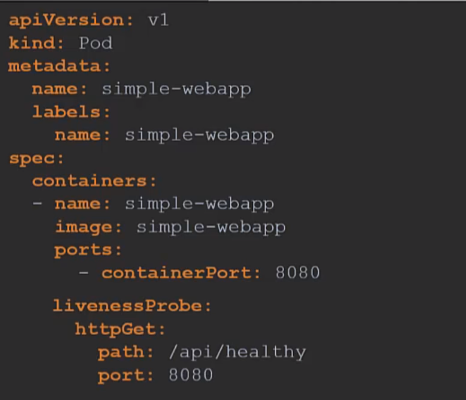 apiVersion: v1
kind: Pod
metadata:
  name: simple-webapp
  labels:
    name: simple-webapp
spec:
  containers:
  - name: simple-webapp
    image: simple-webapp
    ports:
      - containerPort: 8080
    livenessProbe:
      httpGet:
        path: /api/healthy
        port: 8080